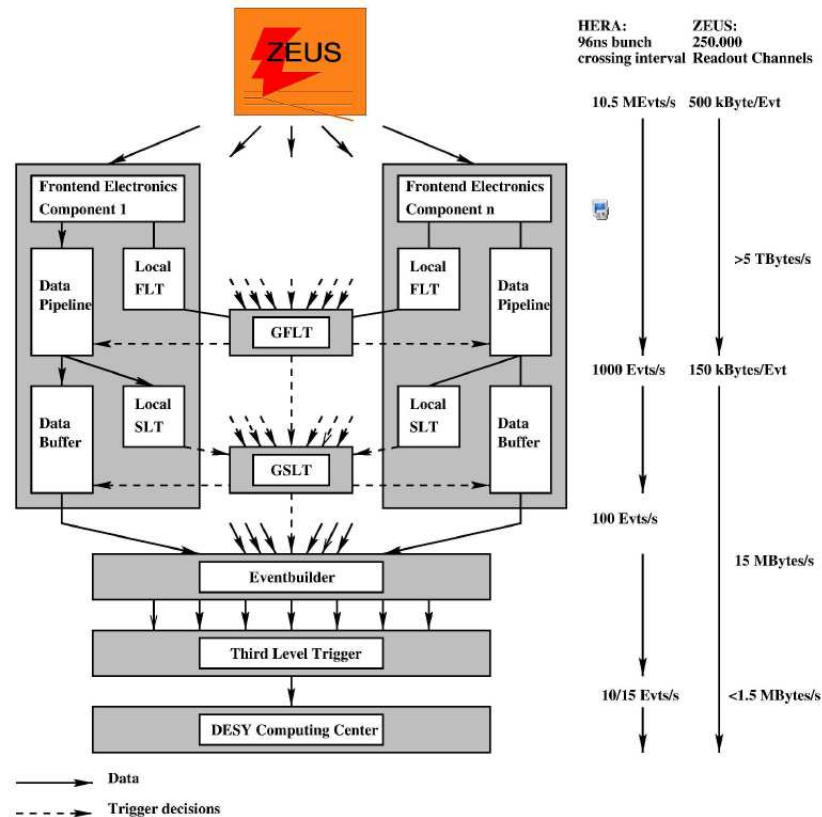 ZEUS
HERA:
96ns bunch
crossing interval
ZEUS:
250.000
Readout Channels
10.5 MEvts/s
500 kByte/Evt
Frontend Electronics
Component 1
Frontend Electronics
Component n
Data
Pipeline
Local
FLT
GFLT
Local
FLT
Data
Pipeline
>5 TBytes/s
1000 Evts/s
150 kBytes/Evt
Data
Buffer
Local
SLT
GSLT
Local
SLT
Data
Buffer
100 Evts/s
Eventbuilder
15 MBytes/s
Third Level Trigger
10/15 Evts/s
<1.5 MBytes/s
DESY Computing Center
Data
Trigger decisions